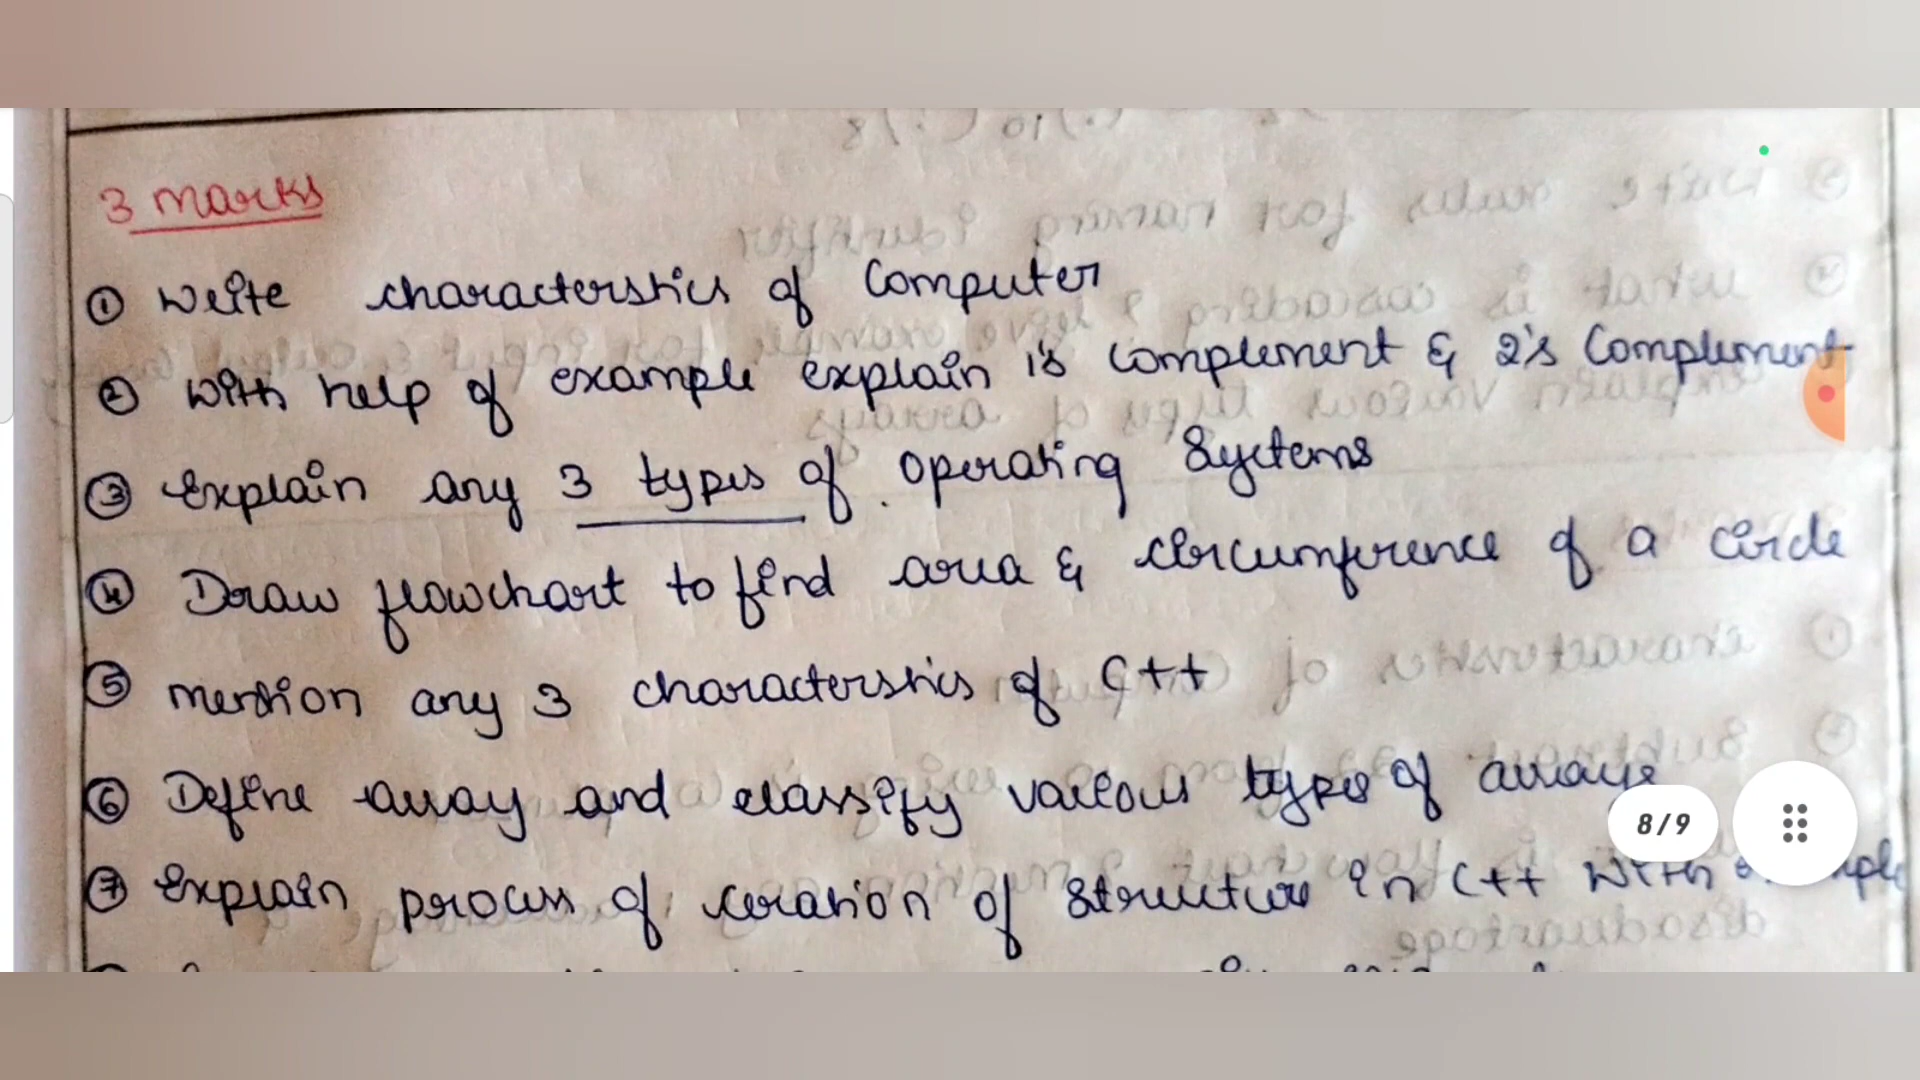 3 marks
① Write characterstics of Computer
② With help of example explain 1's complement & 2's Complement
③ Explain any 3 types of operating Systems
④ Draw flowchart to find area & circumference of a circle
⑤ mention any 3 characterstics of C++
⑥ Define array and classify various types of arrays
8/9
⑦ Explain process of creation of structure in C++ with